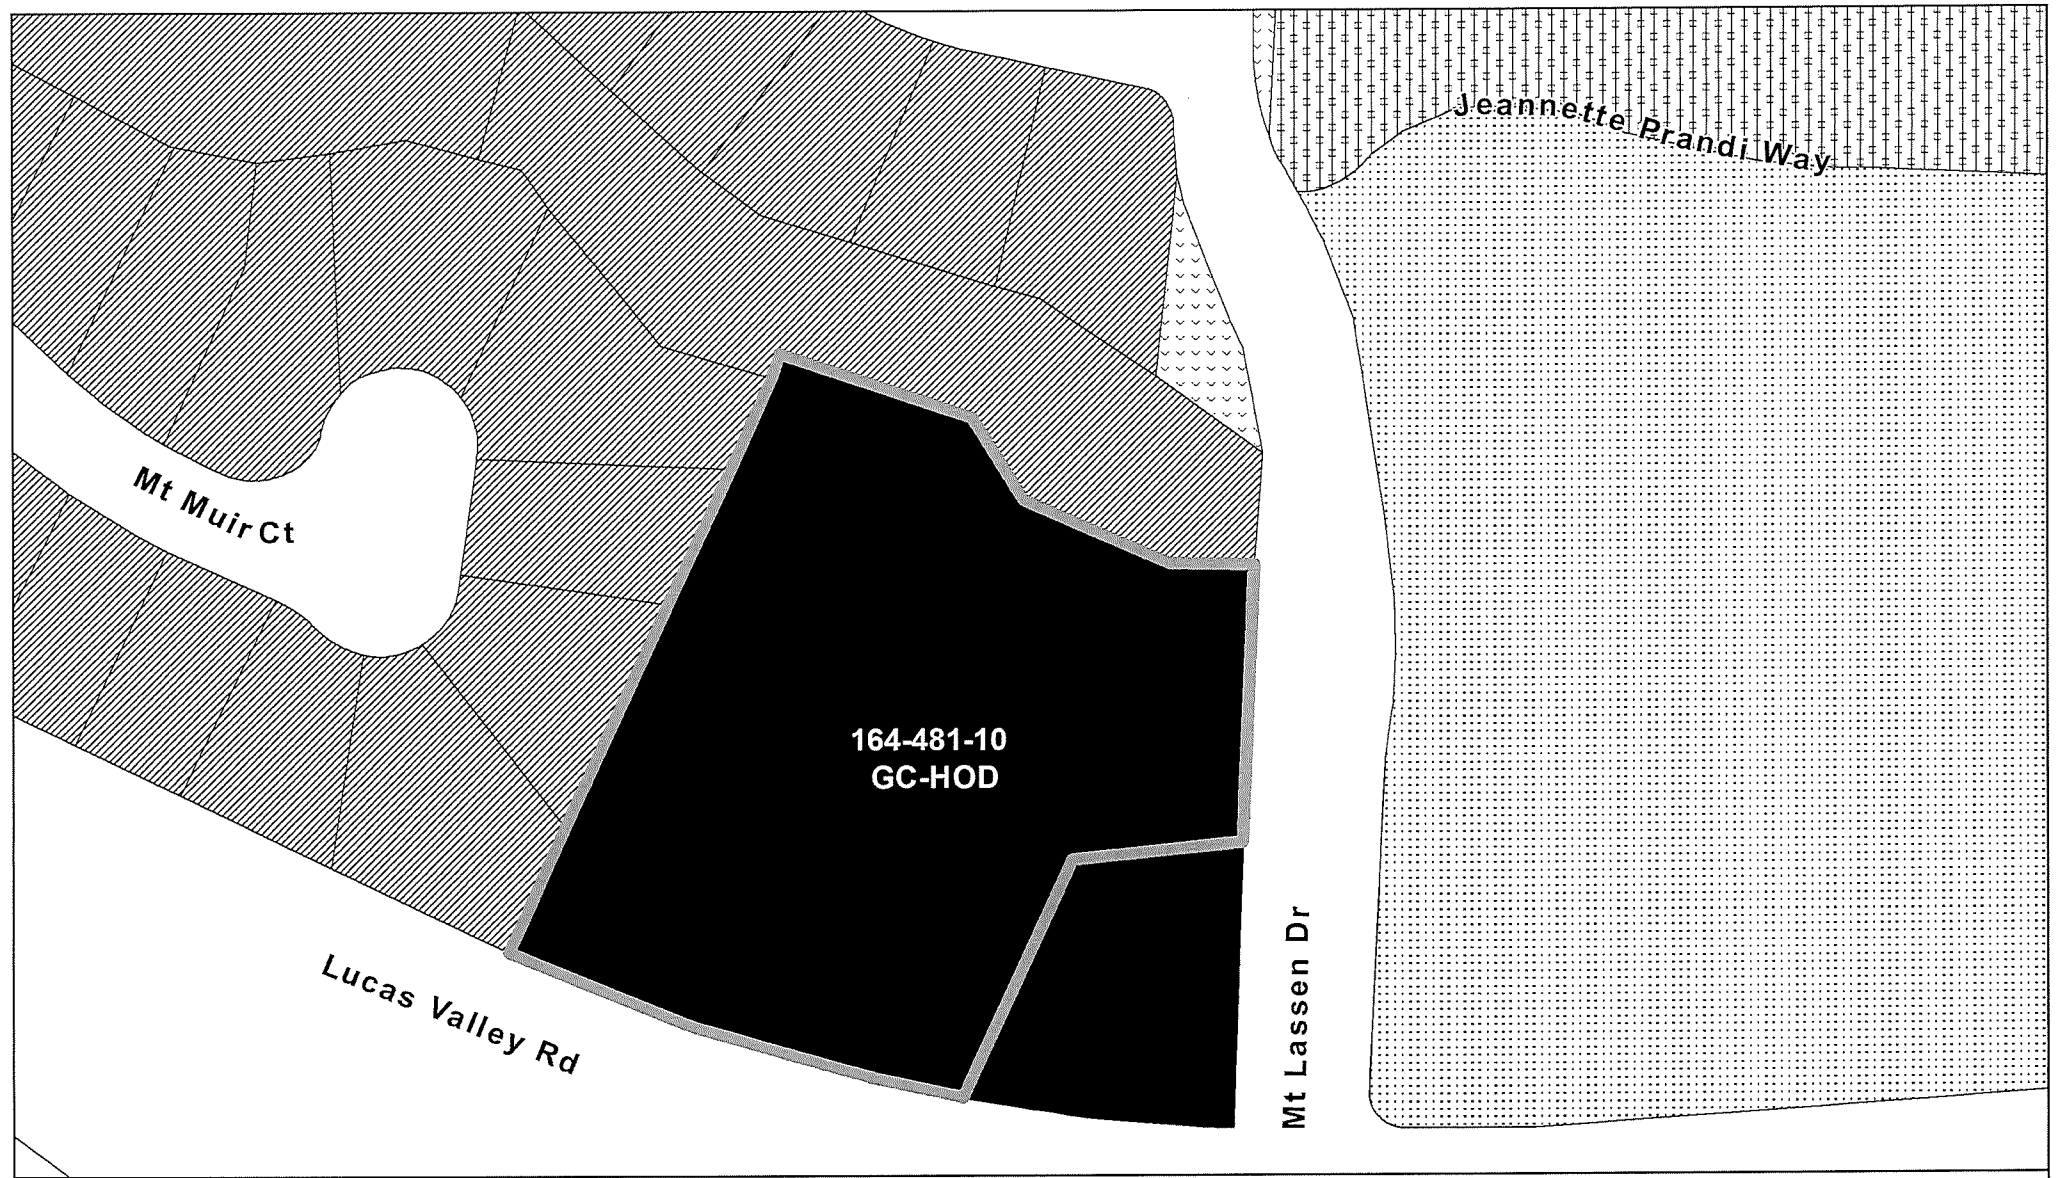 Jeannette Prandi Way
Mt Muir Ct
164-481-10
GC-HOD
Lucas Valley Rd
Mt Lassen Dr